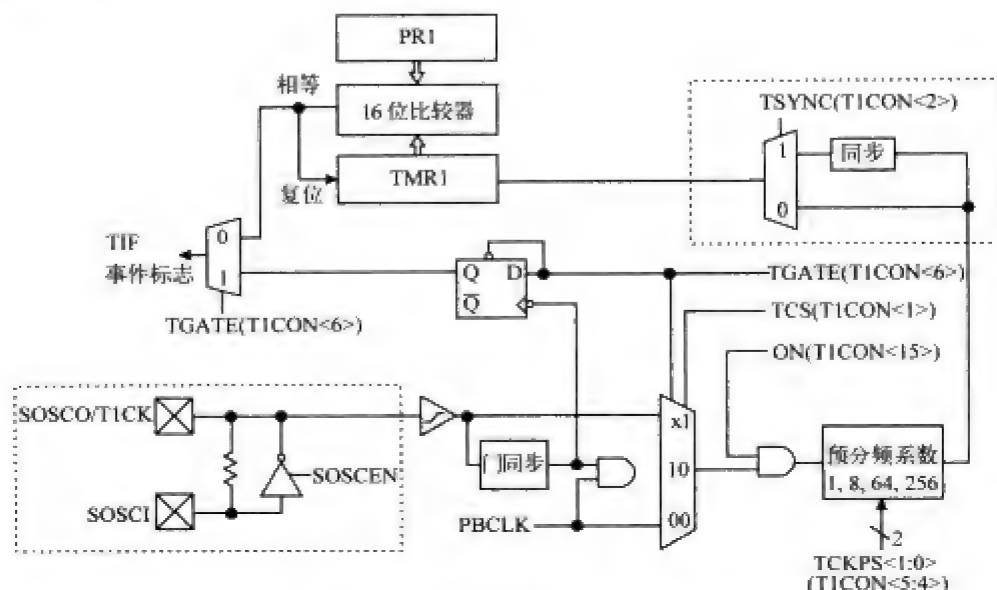 PR1
相等
16 位比较器
TSYNC(T1CON<2>)
1
同步
TMR1
复位
0
TIF
事件标志
0
1
Q
D
Q̅
TGATE(T1CON<6>)
TCS(T1CON<1>)
TGATE(T1CON<6>)
ON(T1CON<15>)
SOSCO/T1CK
x1
门同步
10
预分频系数
1, 8, 64, 256
SOSCEN
SOSCI
PBCLK
00
2
TCKPS<1:0>
(T1CON<5:4>)